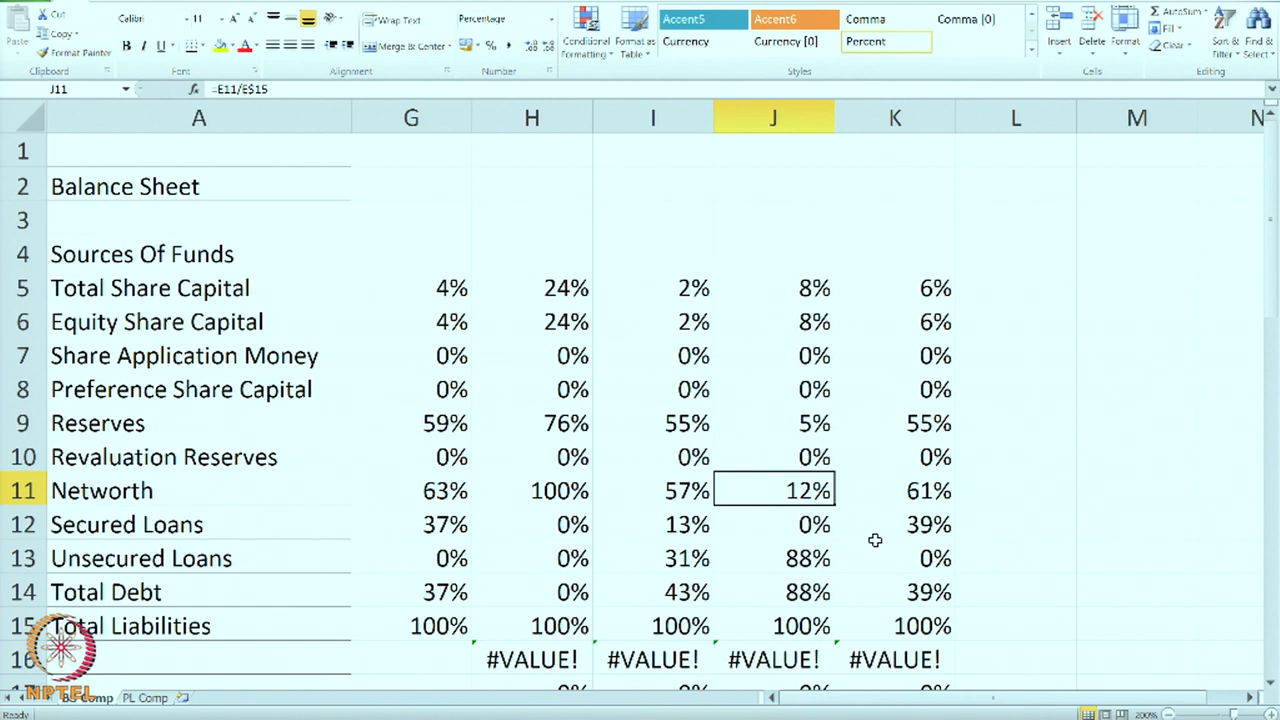 Cut
Copy
Format Painter
Paste
Clipboard
Calibri 11
B I U
Font
Wrap Text
Merge & Center
Alignment
Percentage
Number
Conditional Formatting
Format as Table
Accent5 Accent6 Comma Comma [0]
Currency Currency [0] Percent
Styles
Insert Delete Format
Cells
AutoSum
Fill
Clear
Sort & Filter
Find & Select
Editing
J11 fx =E11/E$15
A G H I J K L M N
1
2 Balance Sheet
3
4 Sources Of Funds
5 Total Share Capital 4% 24% 2% 8% 6%
6 Equity Share Capital 4% 24% 2% 8% 6%
7 Share Application Money 0% 0% 0% 0% 0%
8 Preference Share Capital 0% 0% 0% 0% 0%
9 Reserves 59% 76% 55% 5% 55%
10 Revaluation Reserves 0% 0% 0% 0% 0%
11 Networth 63% 100% 57% 12% 61%
12 Secured Loans 37% 0% 13% 0% 39%
13 Unsecured Loans 0% 0% 31% 88% 0%
14 Total Debt 37% 0% 43% 88% 39%
15 Total Liabilities 100% 100% 100% 100% 100%
16 #VALUE! #VALUE! #VALUE! #VALUE!
NPTEL
Comp PL Comp
Ready 200%